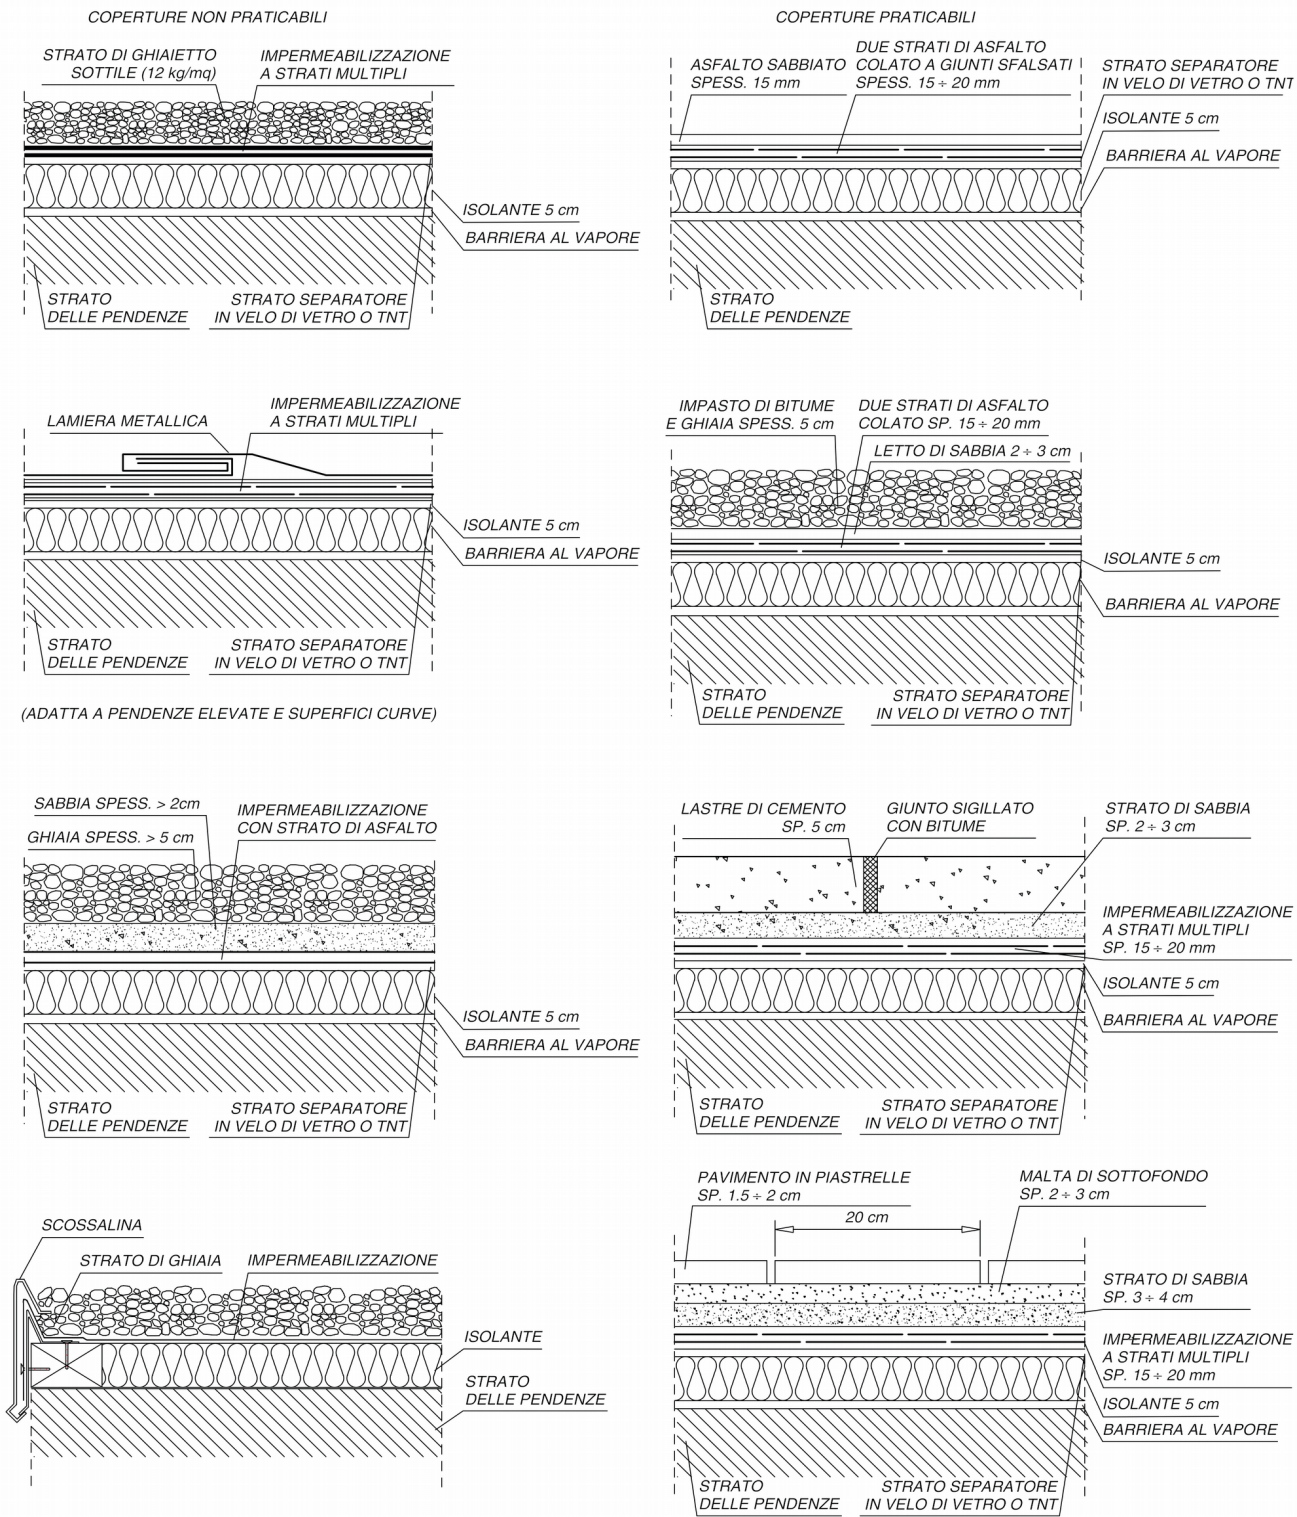 COPERTURE NON PRATICABILI
STRATO DI GHIAIETTO
SOTTILE (12 kg/mq)
IMPERMEABILIZZAZIONE
A STRATI MULTIPLI
ISOLANTE 5 cm
BARRIERA AL VAPORE
STRATO
DELLE PENDENZE
STRATO SEPARATORE
IN VELO DI VETRO O TNT
LAMIERA METALLICA
IMPERMEABILIZZAZIONE
A STRATI MULTIPLI
ISOLANTE 5 cm
BARRIERA AL VAPORE
STRATO
DELLE PENDENZE
STRATO SEPARATORE
IN VELO DI VETRO O TNT
(ADATTA A PENDENZE ELEVATE E SUPERFICI CURVE)
SABBIA SPESS. > 2cm
GHIAIA SPESS. > 5 cm
IMPERMEABILIZZAZIONE
CON STRATO DI ASFALTO
ISOLANTE 5 cm
BARRIERA AL VAPORE
STRATO
DELLE PENDENZE
STRATO SEPARATORE
IN VELO DI VETRO O TNT
SCOSSALINA
STRATO DI GHIAIA
IMPERMEABILIZZAZIONE
ISOLANTE
STRATO
DELLE PENDENZE
COPERTURE PRATICABILI
ASFALTO SABBIATO
SPESS. 15 mm
DUE STRATI DI ASFALTO
COLATO A GIUNTI SFALSATI
SPESS. 15 ÷ 20 mm
STRATO SEPARATORE
IN VELO DI VETRO O TNT
ISOLANTE 5 cm
BARRIERA AL VAPORE
STRATO
DELLE PENDENZE
IMPASTO DI BITUME
E GHIAIA SPESS. 5 cm
DUE STRATI DI ASFALTO
COLATO SP. 15 ÷ 20 mm
LETTO DI SABBIA 2 ÷ 3 cm
ISOLANTE 5 cm
BARRIERA AL VAPORE
STRATO
DELLE PENDENZE
STRATO SEPARATORE
IN VELO DI VETRO O TNT
LASTRE DI CEMENTO
SP. 5 cm
GIUNTO SIGILLATO
CON BITUME
STRATO DI SABBIA
SP. 2 ÷ 3 cm
IMPERMEABILIZZAZIONE
A STRATI MULTIPLI
SP. 15 ÷ 20 mm
ISOLANTE 5 cm
BARRIERA AL VAPORE
STRATO
DELLE PENDENZE
STRATO SEPARATORE
IN VELO DI VETRO O TNT
PAVIMENTO IN PIASTRELLE
SP. 1.5 ÷ 2 cm
MALTA DI SOTTOFONDO
SP. 2 ÷ 3 cm
20 cm
STRATO DI SABBIA
SP. 3 ÷ 4 cm
IMPERMEABILIZZAZIONE
A STRATI MULTIPLI
SP. 15 ÷ 20 mm
ISOLANTE 5 cm
BARRIERA AL VAPORE
STRATO
DELLE PENDENZE
STRATO SEPARATORE
IN VELO DI VETRO O TNT